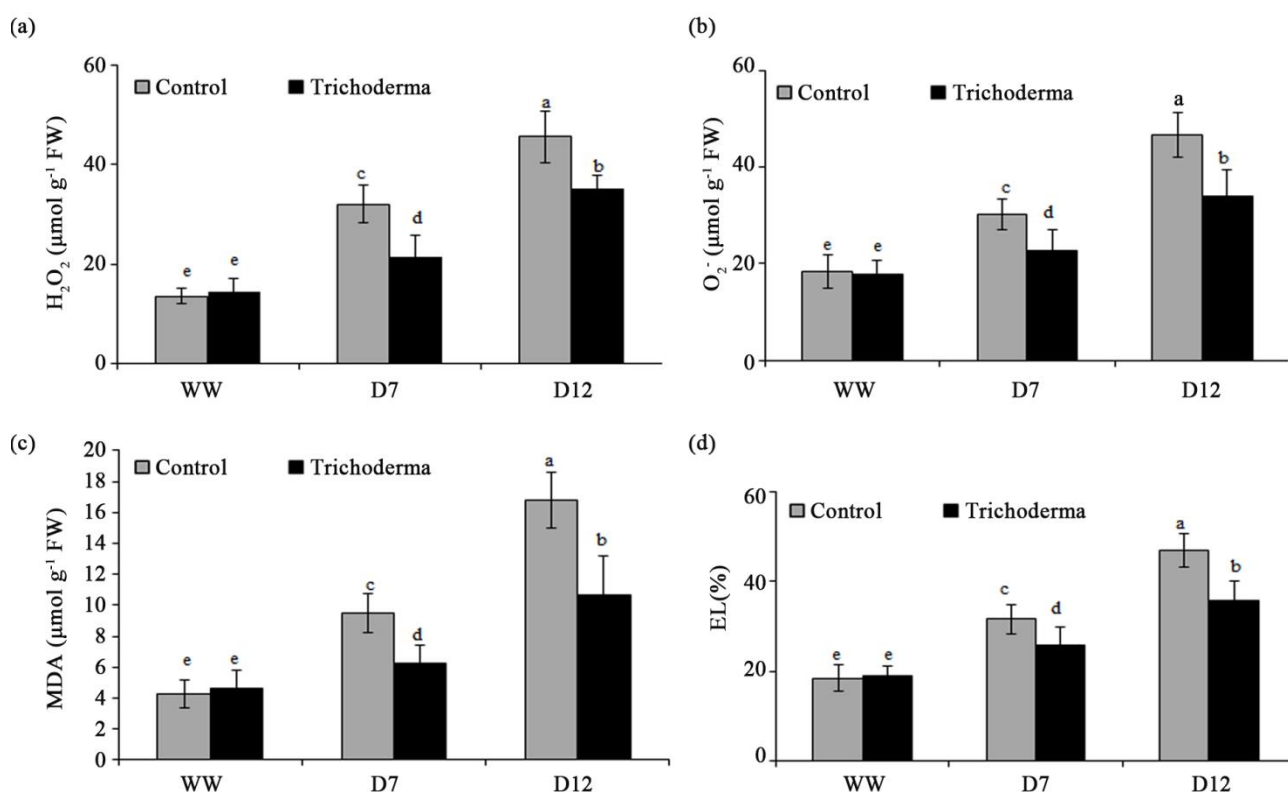 (a)
60
40
20
0
H₂O₂ (µmol g⁻¹ FW)
Control Trichoderma
e e c d a b
WW D7 D12
(b)
60
40
20
0
O₂⁻ (µmol g⁻¹ FW)
Control Trichoderma
e e c d a b
WW D7 D12
(c)
20
18
16
14
12
10
8
6
4
2
0
MDA (µmol g⁻¹ FW)
Control Trichoderma
e e c d a b
WW D7 D12
(d)
60
40
20
0
EL(%)
Control Trichoderma
e e c d a b
WW D7 D12